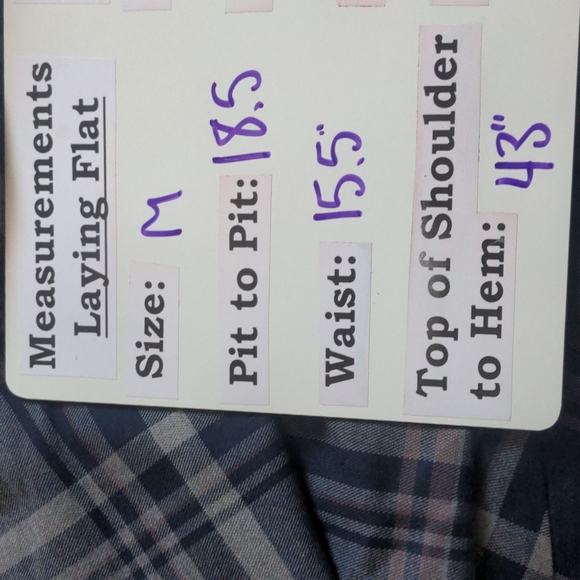 Measurements
Laying Flat
Size: M
Pit to Pit: 18.5
Waist: 15.5"
Top of Shoulder
to Hem: 43"